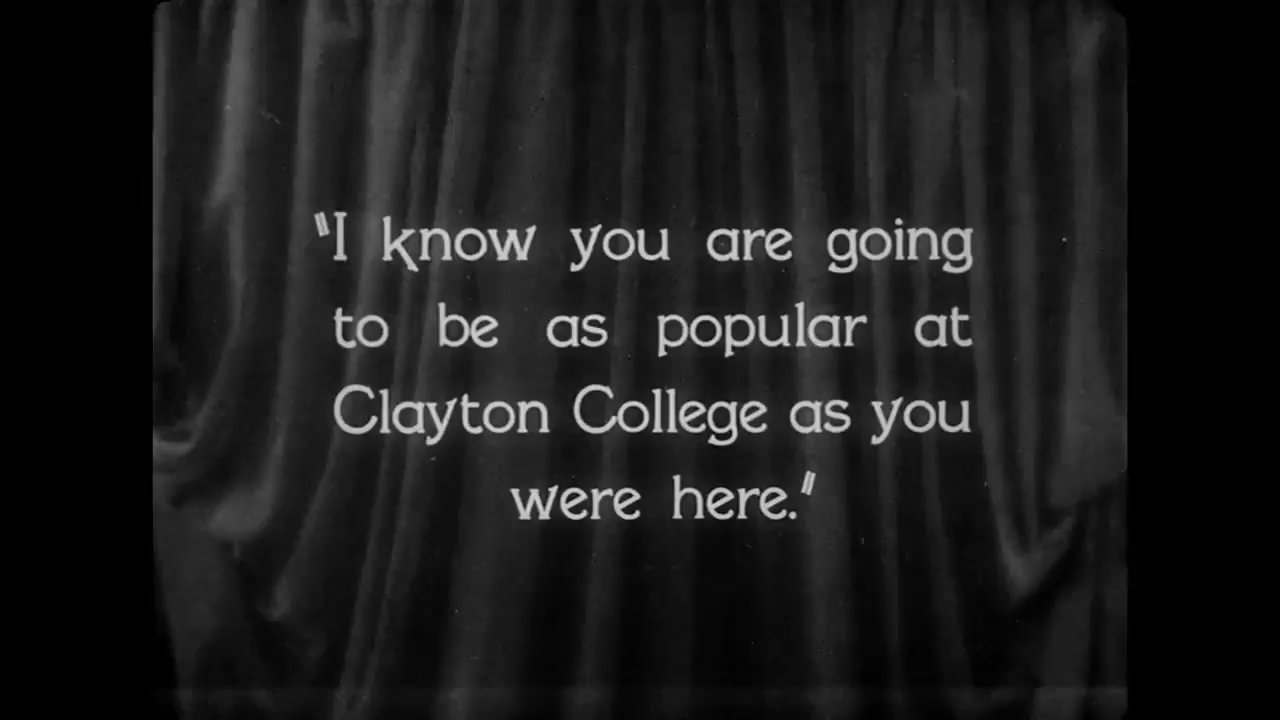 "I know you are going
to be as popular at
Clayton College as you
were here."